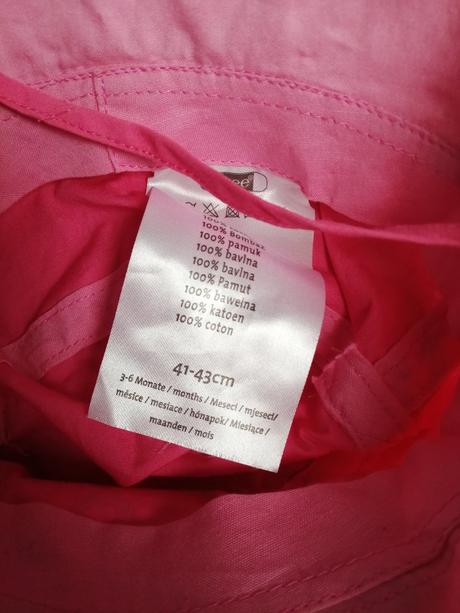 100% pamuk
100% bavlna
100% bavlna
100% Pamut
100% bawełna
100% katoen
100% coton
41-43cm
3-6 Monate / months / Meseci / mjeseci/
měsíce / mesiace / hónapok/ Miesiące /
maanden / mois